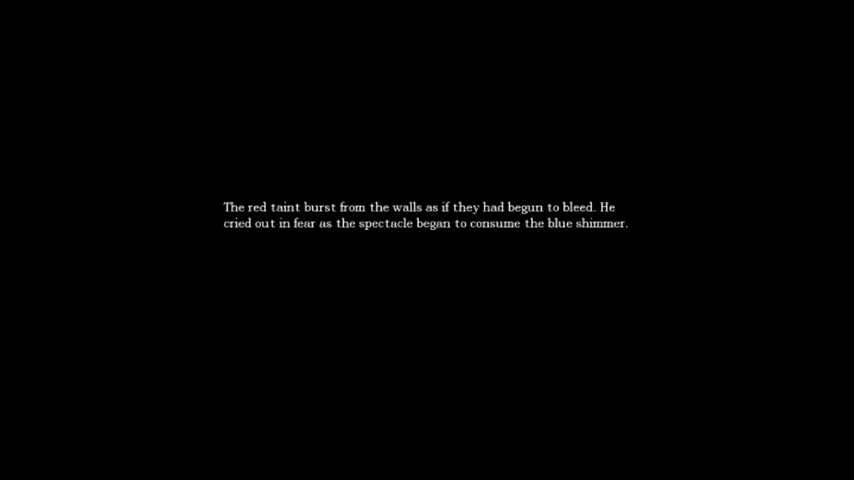 The red taint burst from the walls as if they had begun to bleed. He
cried out in fear as the spectacle began to consume the blue shimmer.